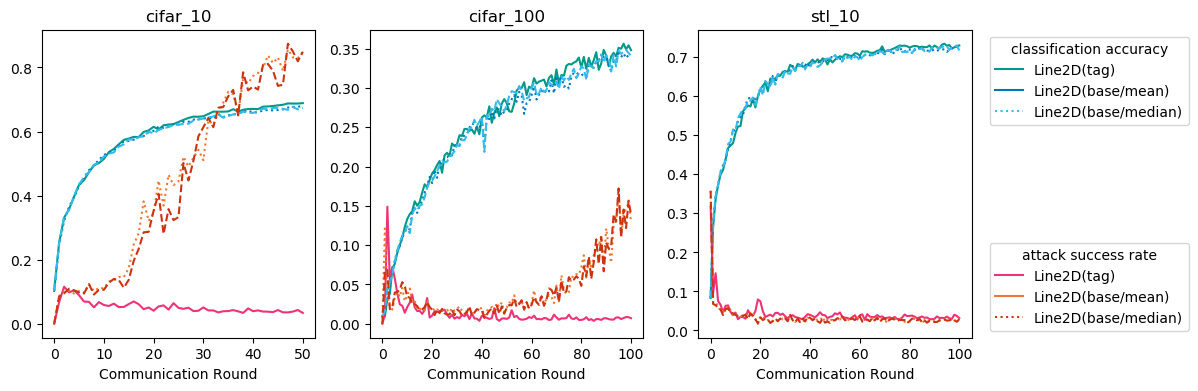 cifar_10
0.0
0.2
0.4
0.6
0.8
0
10
20
30
40
50
Communication Round
cifar_100
0.00
0.05
0.10
0.15
0.20
0.25
0.30
0.35
0
20
40
60
80
100
Communication Round
stl_10
0.0
0.1
0.2
0.3
0.4
0.5
0.6
0.7
0
20
40
60
80
100
Communication Round
classification accuracy
Line2D(tag)
Line2D(base/mean)
Line2D(base/median)
attack success rate
Line2D(tag)
Line2D(base/mean)
Line2D(base/median)